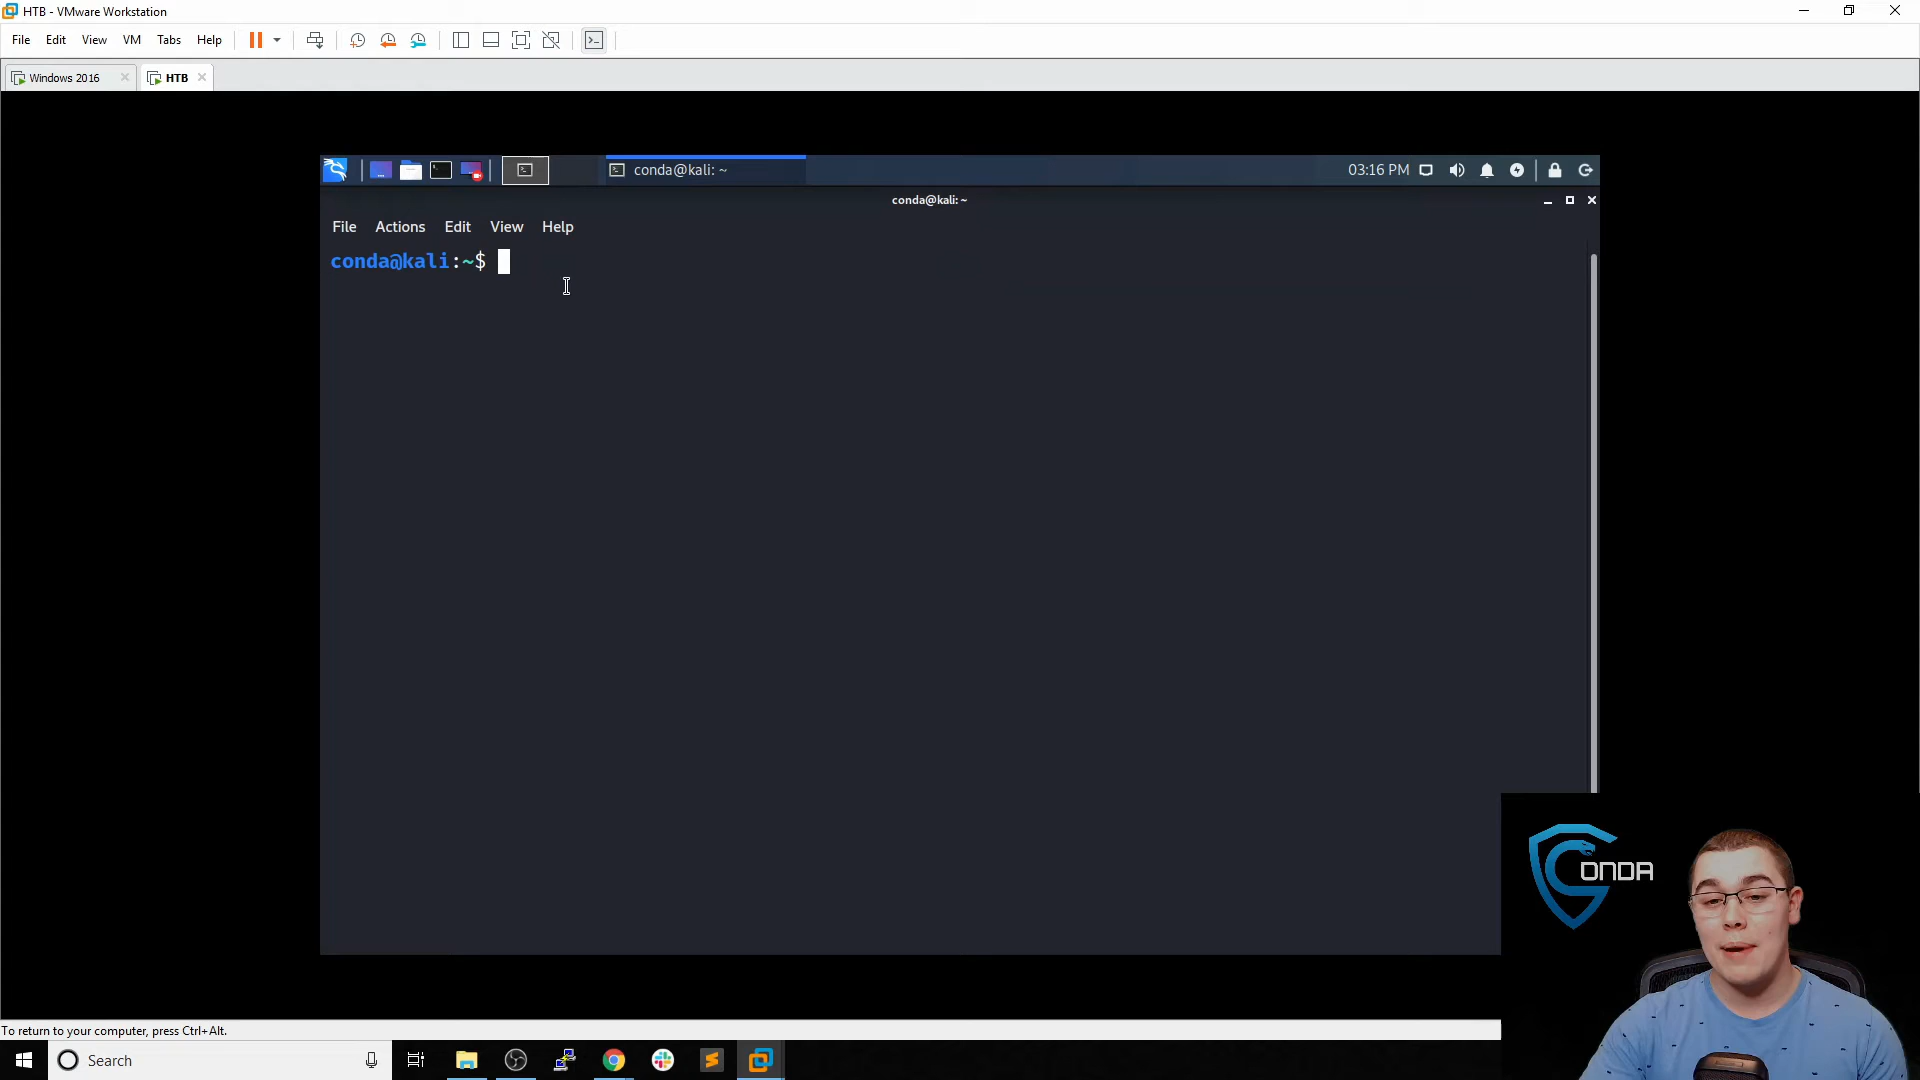 HTB - VMware Workstation
File Edit View VM Tabs Help
Windows 2016 HTB
conda@kali: ~ 03:16 PM
conda@kali: ~
File Actions Edit View Help
conda@kali:~$
CONDA
To return to your computer, press Ctrl+Alt.
Search